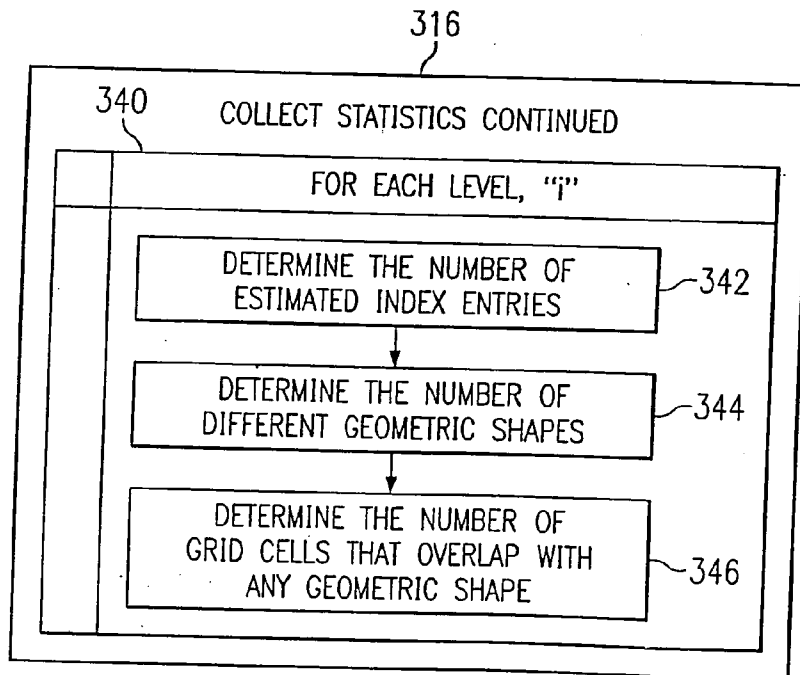 316
340
COLLECT STATISTICS CONTINUED
FOR EACH LEVEL, "i"
DETERMINE THE NUMBER OF
ESTIMATED INDEX ENTRIES
342
DETERMINE THE NUMBER OF
DIFFERENT GEOMETRIC SHAPES
344
DETERMINE THE NUMBER OF
GRID CELLS THAT OVERLAP WITH
ANY GEOMETRIC SHAPE
346